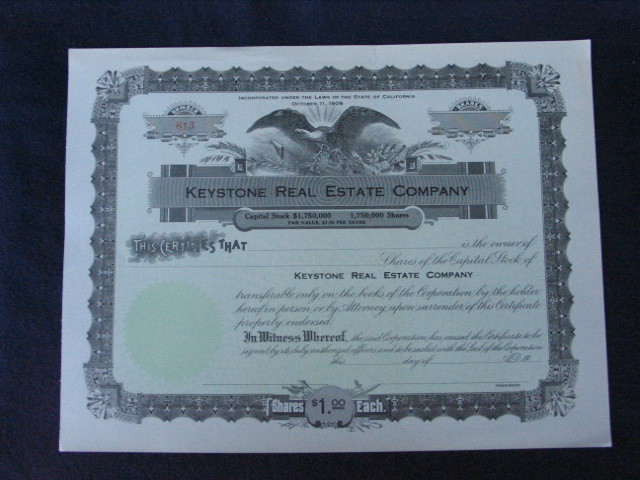 Incorporated under the Laws of the State of California
October 11, 1906
NUMBER
613
SHARES
Keystone Real Estate Company
Capital Stock $1,750,000 1,750,000 Shares
PAR VALUE, $1.00 PER SHARE
THIS CERTIFIES THAT
is the owner of
Shares of the Capital Stock of
Keystone Real Estate Company
transferable only on the books of the Corporation by the holder
hereof in person or by Attorney upon surrender of this Certificate
properly endorsed.
In Witness Whereof, the said Corporation has caused this Certificate to be
signed by its duly authorized officers and to be sealed with the Seal of the Corporation
this day of A.D. 19
Shares $1.00 Each.